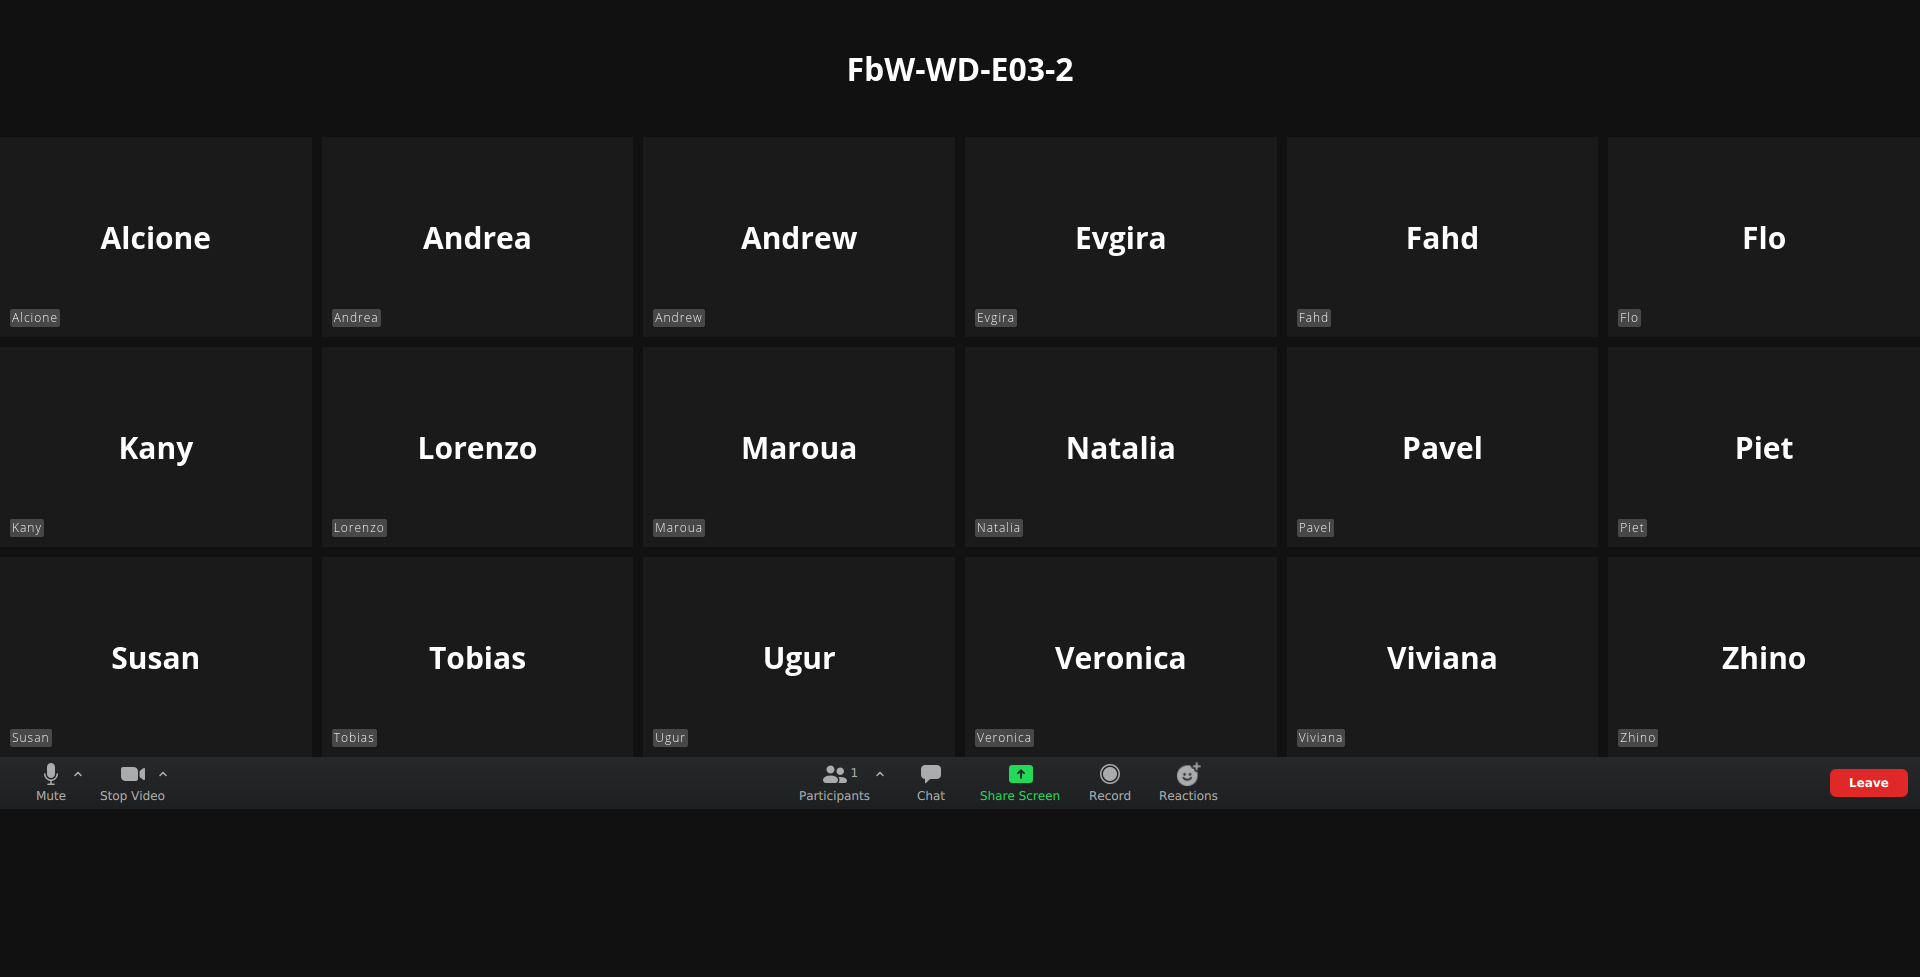 FbW-WD-E03-2
Alcione Andrea Andrew Evgira Fahd Flo
Alcione Andrea Andrew Evgira Fahd Flo
Kany Lorenzo Maroua Natalia Pavel Piet
Kany Lorenzo Maroua Natalia Pavel Piet
Susan Tobias Ugur Veronica Viviana Zhino
Susan Tobias Ugur Veronica Viviana Zhino
1
Mute Stop Video Participants Chat Share Screen Record Reactions Leave